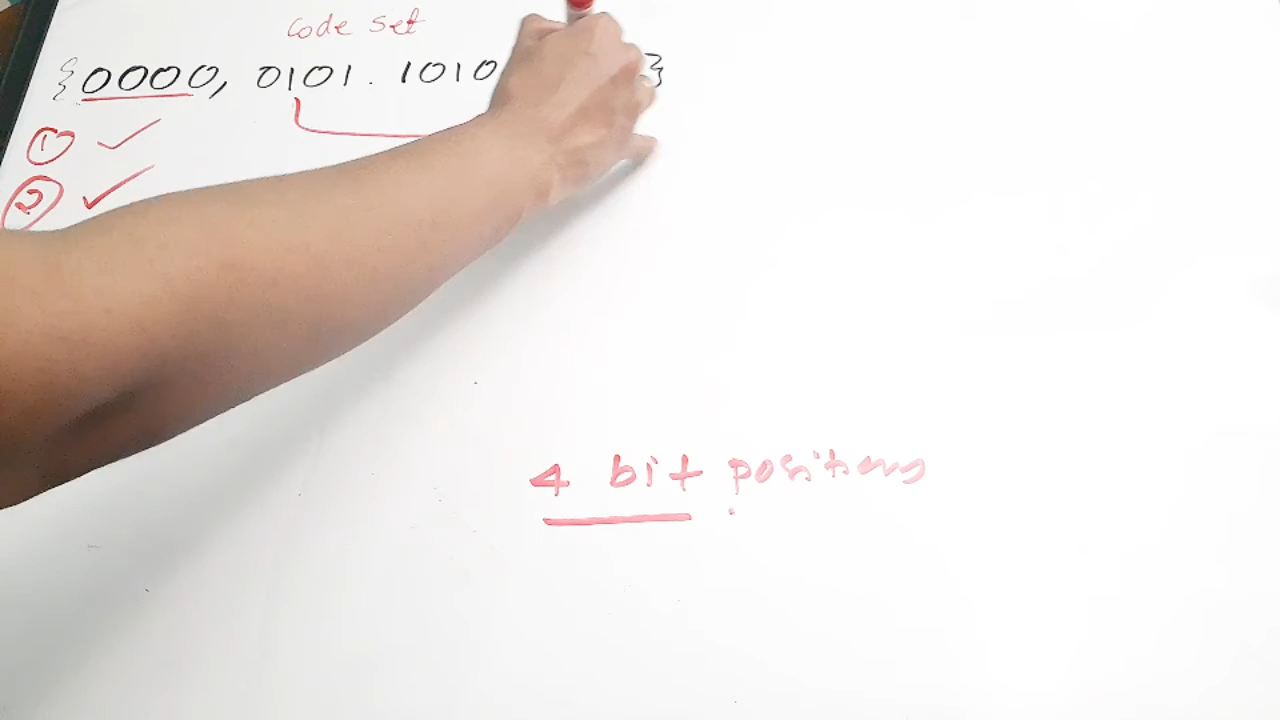 Code Set
{0000, 0101. 1010 }
① ✓
② ✓
4 bit positions